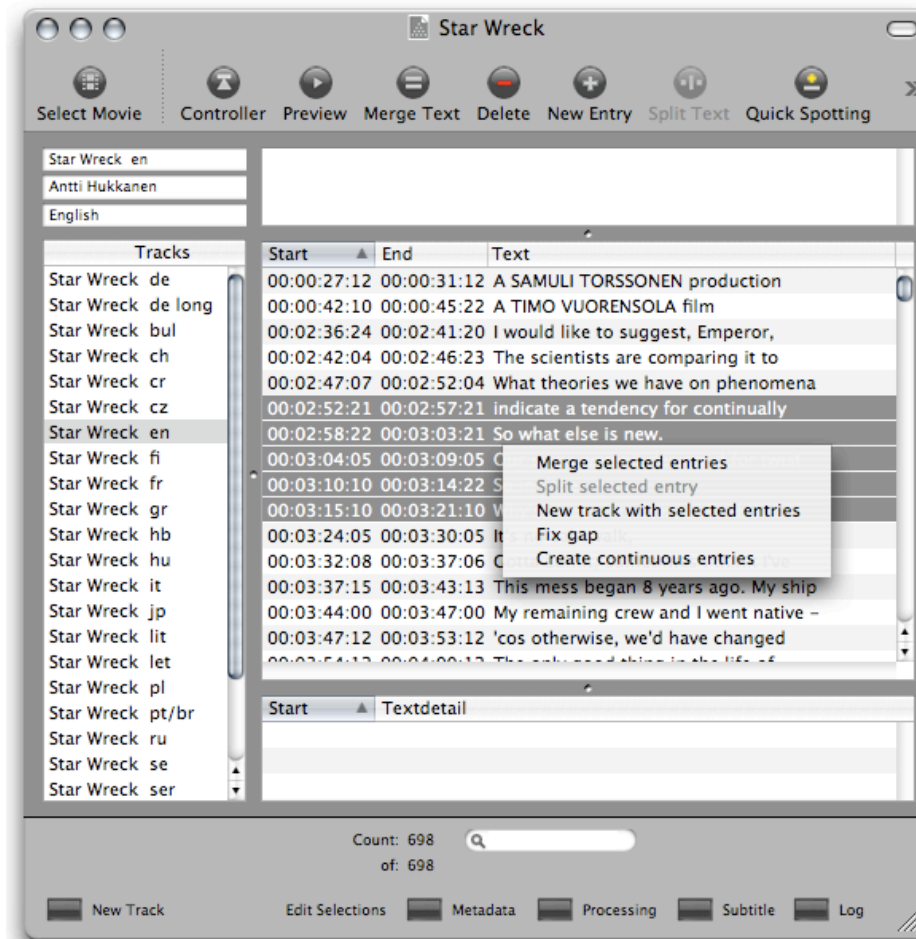 Star Wreck
Select Movie Controller Preview Merge Text Delete New Entry Split Text Quick Spotting
Star Wreck en
Antti Hukkanen
English
Tracks
Star Wreck de
Star Wreck de long
Star Wreck bul
Star Wreck ch
Star Wreck cr
Star Wreck cz
Star Wreck en
Star Wreck fi
Star Wreck fr
Star Wreck gr
Star Wreck hb
Star Wreck hu
Star Wreck it
Star Wreck jp
Star Wreck lit
Star Wreck let
Star Wreck pl
Star Wreck pt/br
Star Wreck ru
Star Wreck se
Star Wreck ser
Start End Text
00:00:27:12 00:00:31:12 A SAMULI TORSSONEN production
00:00:42:10 00:00:45:22 A TIMO VUORENSOLA film
00:02:36:24 00:02:41:20 I would like to suggest, Emperor,
00:02:42:04 00:02:46:23 The scientists are comparing it to
00:02:47:07 00:02:52:04 What theories we have on phenomena
00:02:52:21 00:02:57:21 indicate a tendency for continually
00:02:58:22 00:03:03:21 So what else is new.
00:03:04:05 00:03:09:05
00:03:10:10 00:03:14:22
00:03:15:10 00:03:21:10
00:03:24:05 00:03:30:05
00:03:32:08 00:03:37:06
00:03:37:15 00:03:43:13 This mess began 8 years ago. My ship
00:03:44:00 00:03:47:00 My remaining crew and I went native –
00:03:47:12 00:03:53:12 'cos otherwise, we'd have changed
The only good thing in the life of
Merge selected entries
Split selected entry
New track with selected entries
Fix gap
Create continuous entries
Start Textdetail
Count: 698
of: 698
New Track Edit Selections Metadata Processing Subtitle Log